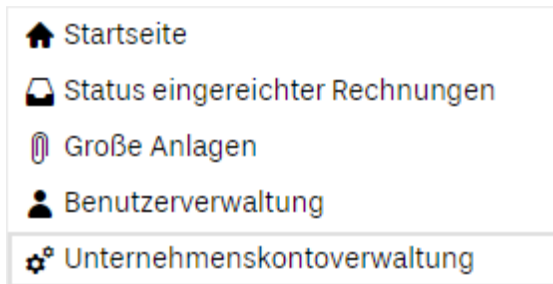 Startseite
Status eingereichter Rechnungen
Große Anlagen
Benutzerverwaltung
Unternehmenskontoverwaltung